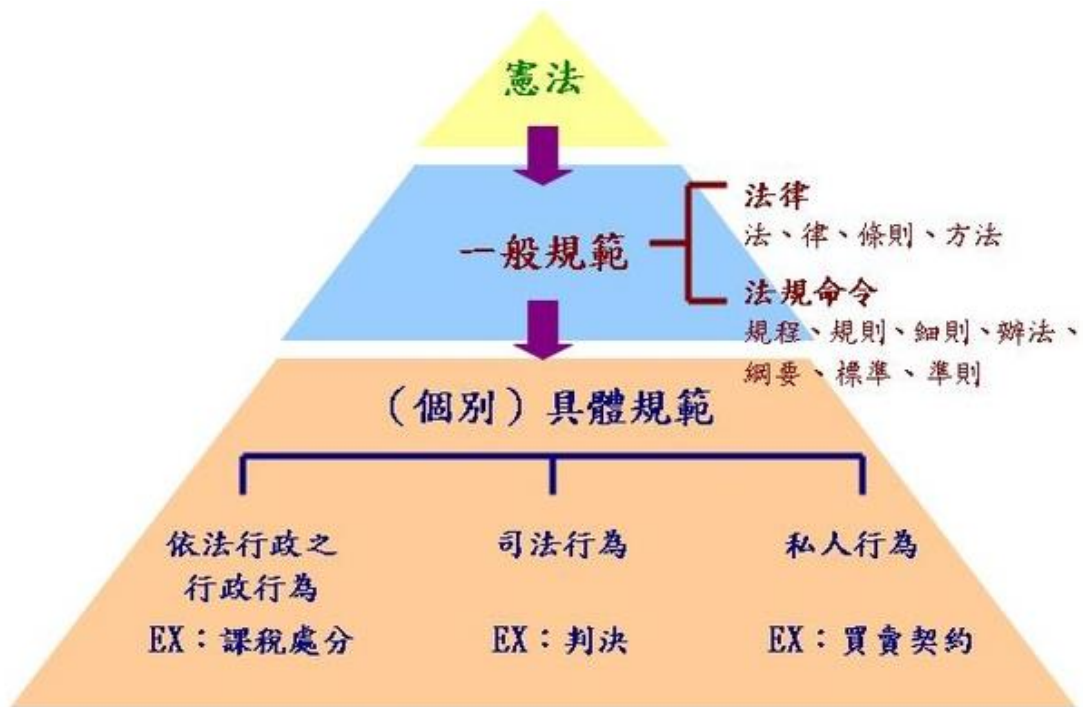 憲法
一般規範
法律
法、律、條則、方法
法規命令
規程、規則、細則、辦法、
綱要、標準、準則
（個別）具體規範
依法行政之
行政行為
EX：課稅處分
司法行為
EX：判決
私人行為
EX：買賣契約